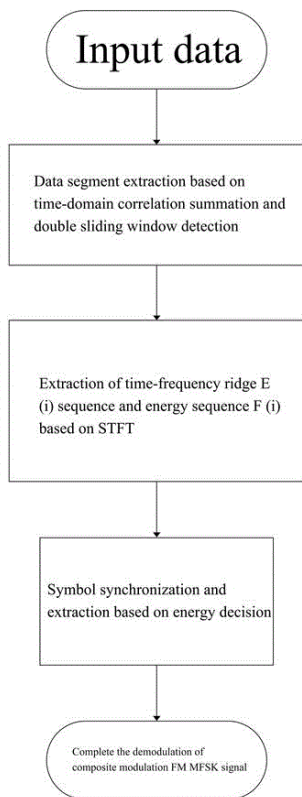 Input data
Data segment extraction based on
time-domain correlation summation and
double sliding window detection
Extraction of time-frequency ridge E
(i) sequence and energy sequence F (i)
based on STFT
Symbol synchronization and
extraction based on energy decision
Complete the demodulation of
composite modulation FM MFSK signal